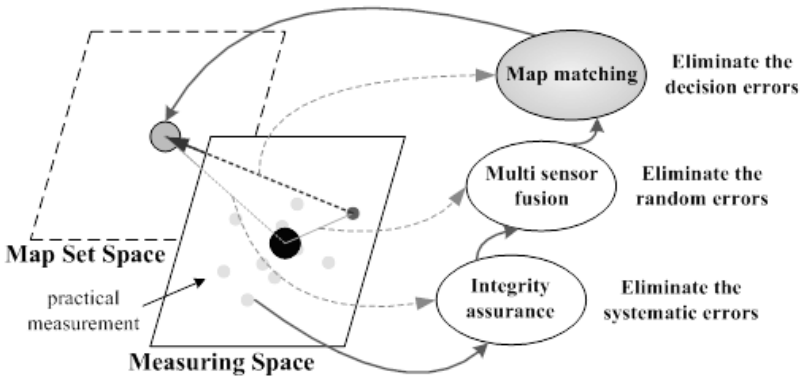 Map matching
Eliminate the
decision errors
Multi sensor
fusion
Eliminate the
random errors
Map Set Space
Integrity
assurance
Eliminate the
systematic errors
practical
measurement
Measuring Space